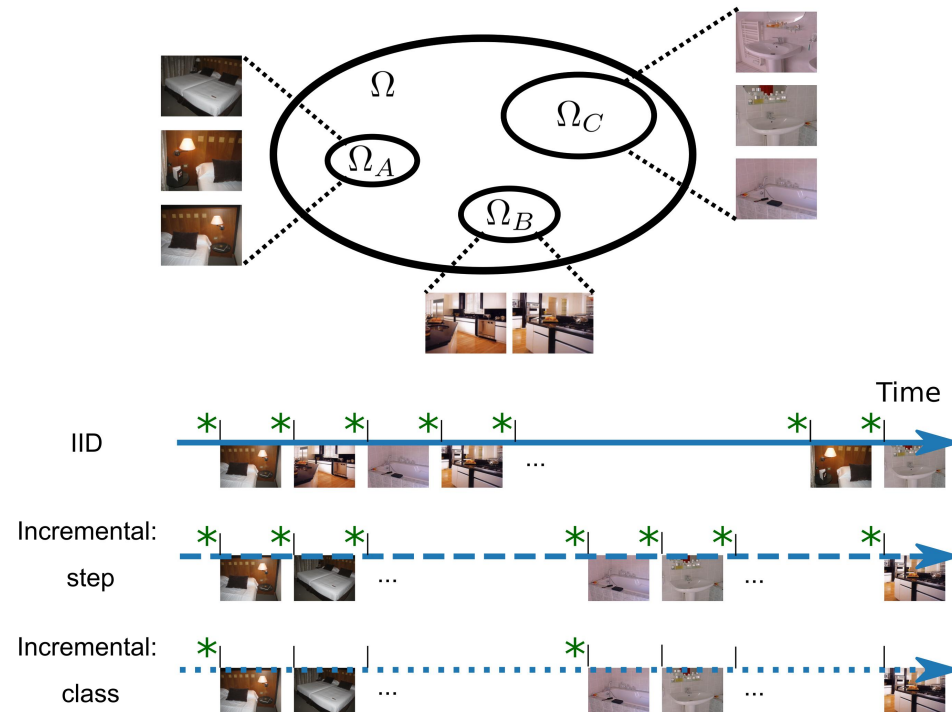 Ω
Ω_C
Ω_A
Ω_B
Time
* * * * * * *
IID
...
Incremental:
* * * * * * *
step
... ...
Incremental:
* *
class
... ...